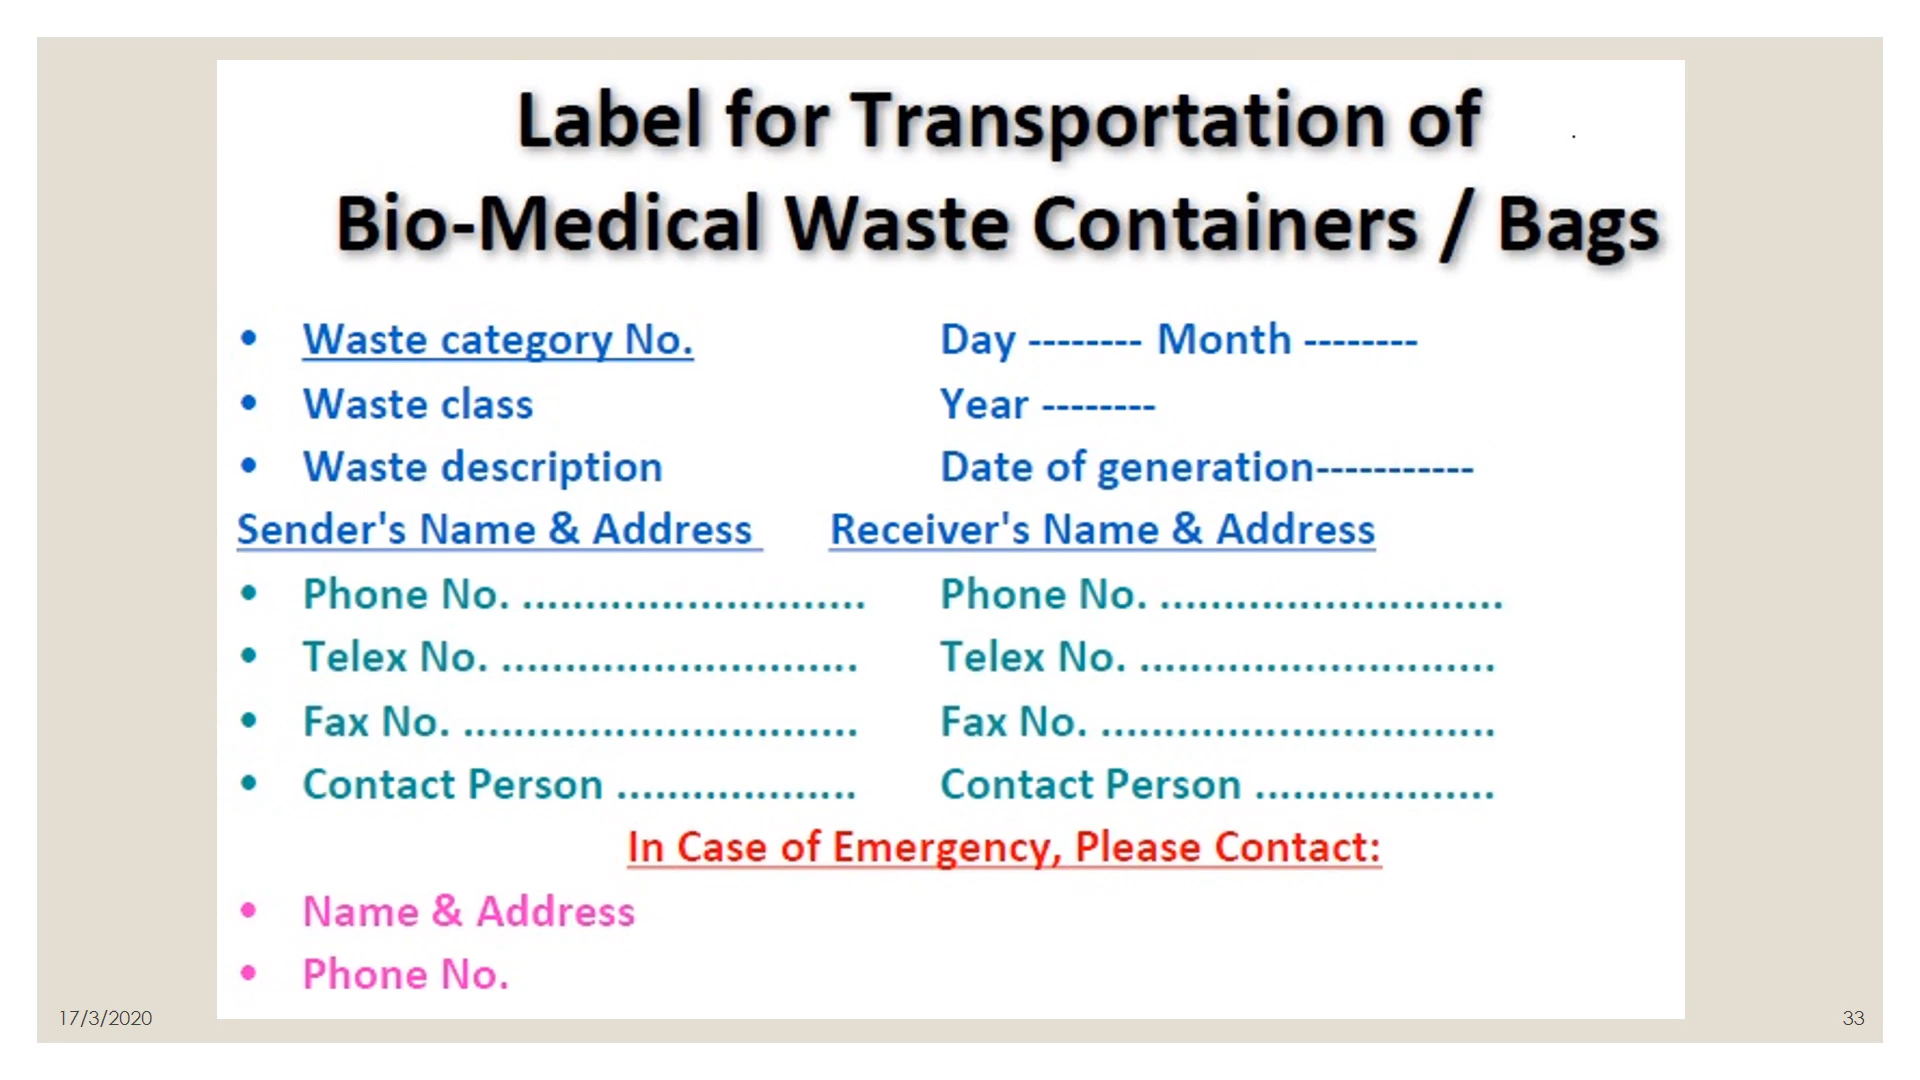 Label for Transportation of
Bio-Medical Waste Containers / Bags
• Waste category No. Day -------- Month --------
• Waste class Year --------
• Waste description Date of generation-----------
Sender's Name & Address Receiver's Name & Address
• Phone No. ........................... Phone No. ...........................
• Telex No. ............................ Telex No. ............................
• Fax No. ............................... Fax No. ...............................
• Contact Person ................... Contact Person ...................
In Case of Emergency, Please Contact:
• Name & Address
• Phone No.
17/3/2020 33